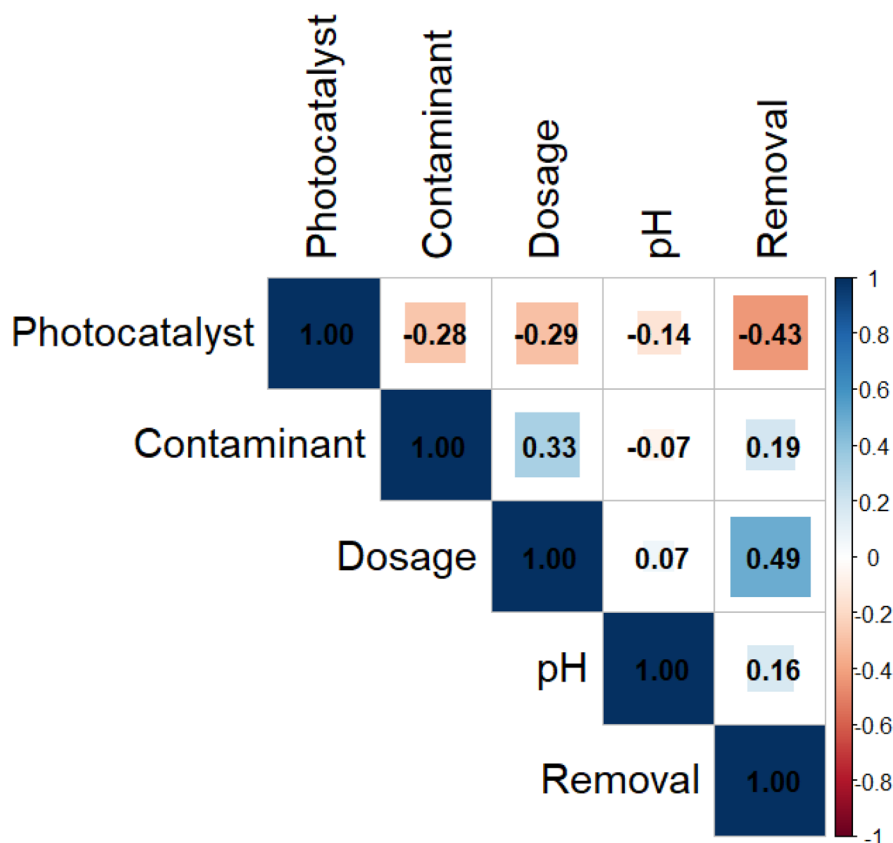 Photocatalyst
Contaminant
Dosage
pH
Removal
Photocatalyst 1.00 -0.28 -0.29 -0.14 -0.43
Contaminant 1.00 0.33 -0.07 0.19
Dosage 1.00 0.07 0.49
pH 1.00 0.16
Removal 1.00
1
0.8
0.6
0.4
0.2
0
-0.2
-0.4
-0.6
-0.8
-1